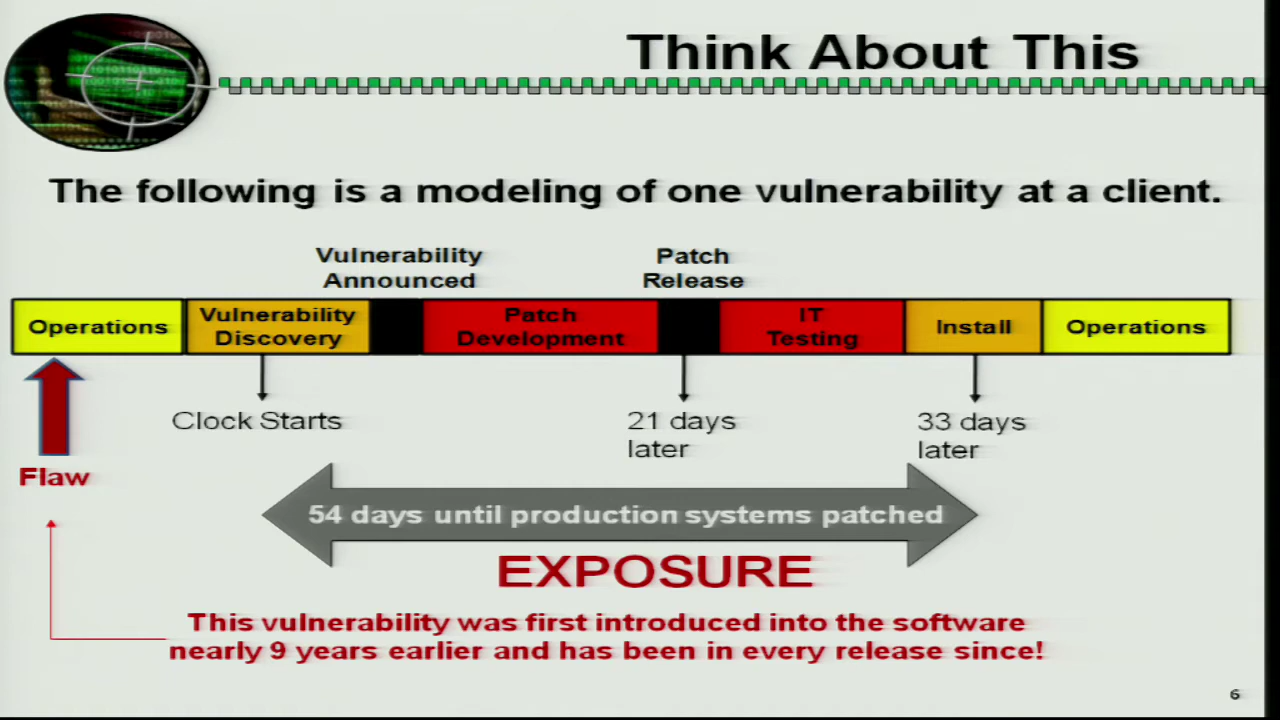 Think About This
The following is a modeling of one vulnerability at a client.
Vulnerability
Announced
Patch
Release
Operations
Vulnerability
Discovery
Patch
Development
IT
Testing
Install
Operations
Clock Starts
21 days
later
33 days
later
Flaw
54 days until production systems patched
EXPOSURE
This vulnerability was first introduced into the software
nearly 9 years earlier and has been in every release since!
6